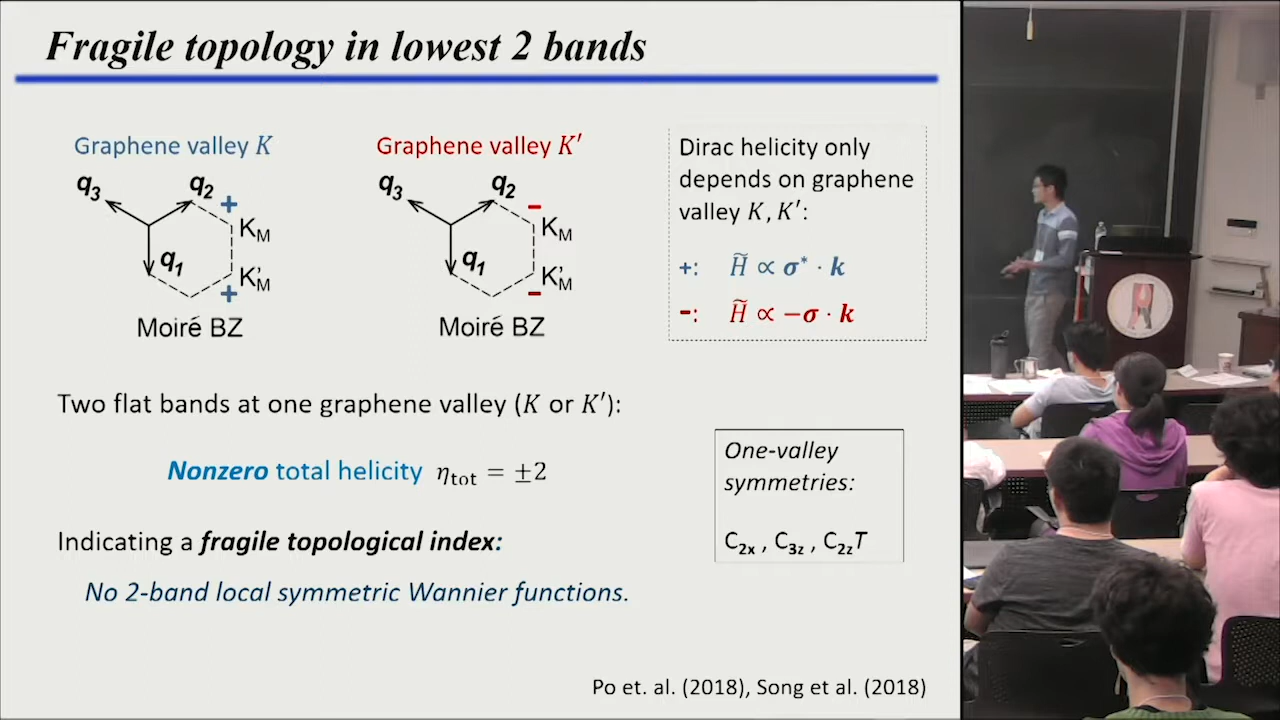 Fragile topology in lowest 2 bands
Graphene valley K
q3
q2
+
KM
q1
K'M
+
Moiré BZ
Graphene valley K′
q3
q2
-
KM
q1
K'M
-
Moiré BZ
Dirac helicity only
depends on graphene
valley K, K′:
+: H̃ ∝ σ* · k
-: H̃ ∝ −σ · k
Two flat bands at one graphene valley (K or K′):
Nonzero total helicity ηtot = ±2
Indicating a fragile topological index:
No 2-band local symmetric Wannier functions.
One-valley
symmetries:
C2x , C3z , C2zT
Po et. al. (2018), Song et al. (2018)